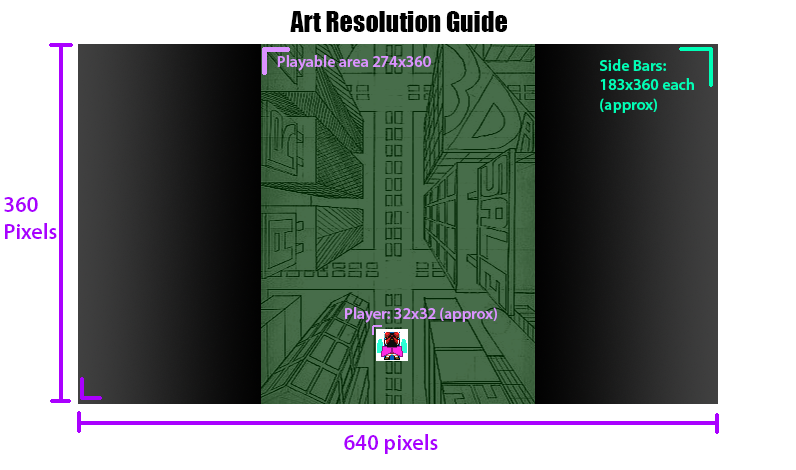 Art Resolution Guide
Playable area 274x360
Side Bars:
183x360 each
(approx)
360
Pixels
Player: 32x32 (approx)
640 pixels